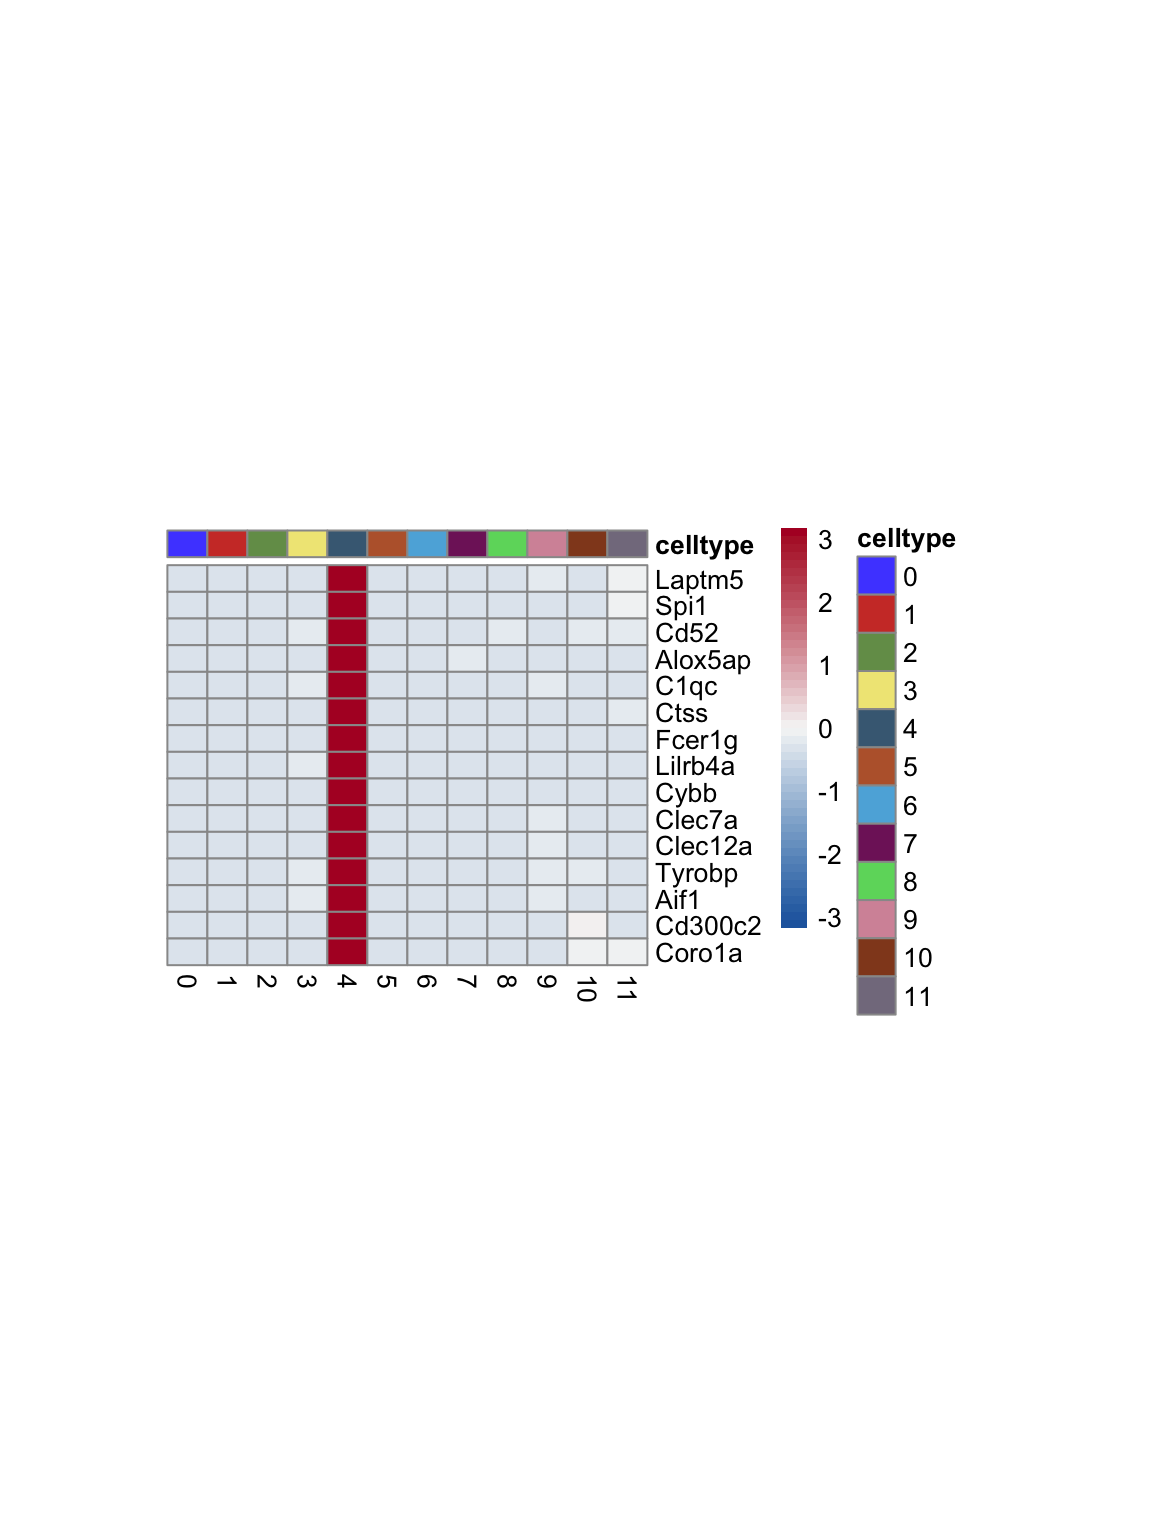 celltype
Laptm5
Spi1
Cd52
Alox5ap
C1qc
Ctss
Fcer1g
Lilrb4a
Cybb
Clec7a
Clec12a
Tyrobp
Aif1
Cd300c2
Coro1a
0 1 2 3 4 5 6 7 8 9 10 11
3
2
1
0
-1
-2
-3
celltype
0
1
2
3
4
5
6
7
8
9
10
11